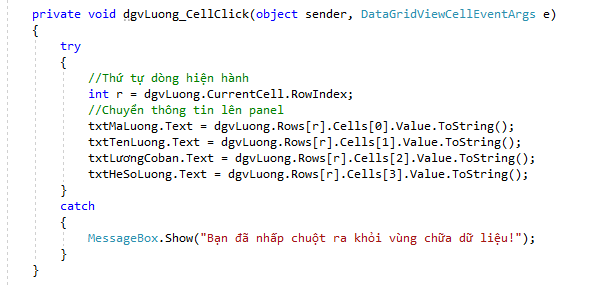 private void dgvLuong_CellClick(object sender, DataGridViewCellEventArgs e)
{
try
{
//Thứ tự dòng hiện hành
int r = dgvLuong.CurrentCell.RowIndex;
//Chuyển thông tin lên panel
txtMaLuong.Text = dgvLuong.Rows[r].Cells[0].Value.ToString();
txtTenLuong.Text = dgvLuong.Rows[r].Cells[1].Value.ToString();
txtLươngCoban.Text = dgvLuong.Rows[r].Cells[2].Value.ToString();
txtHeSoLuong.Text = dgvLuong.Rows[r].Cells[3].Value.ToString();
}
catch
{
MessageBox.Show("Bạn đã nhấp chuột ra khỏi vùng chữa dữ liệu!");
}
}